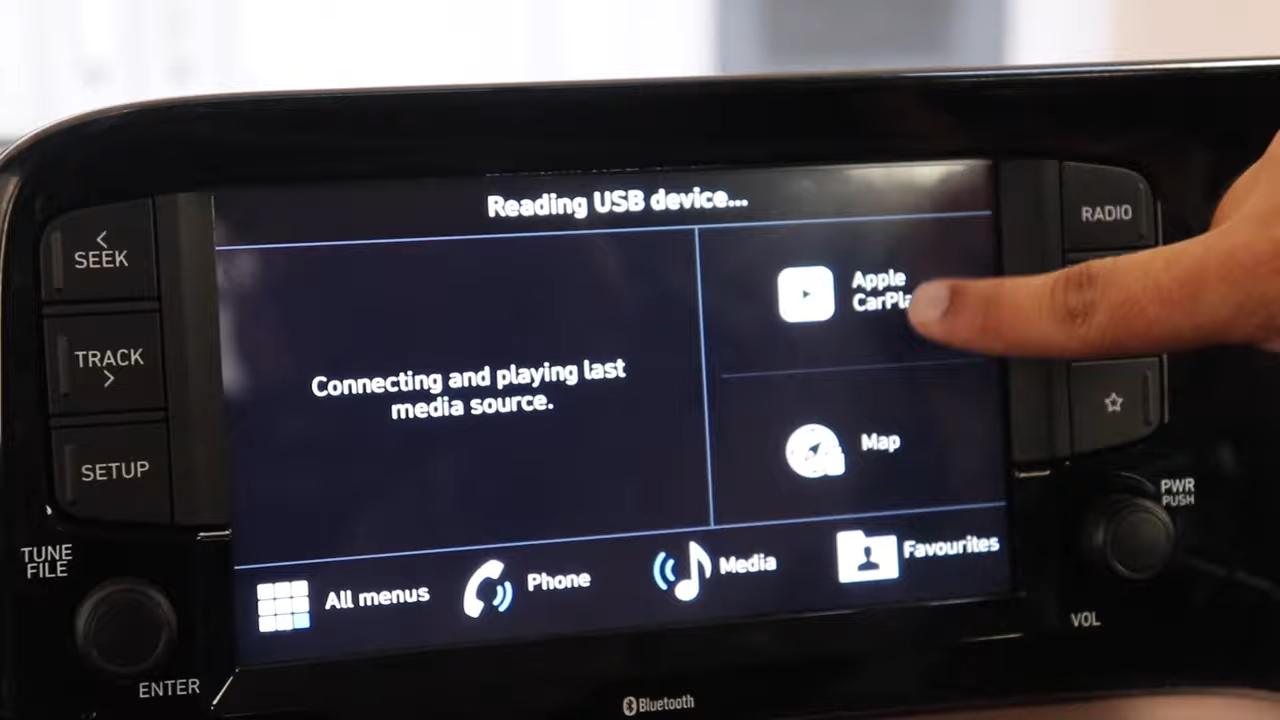 Reading USB device...
< SEEK
TRACK >
SETUP
TUNE
FILE
ENTER
Connecting and playing last
media source.
Apple
Map
All menus
Phone
Media
Favourites
RADIO
PWR
PUSH
VOL
Bluetooth